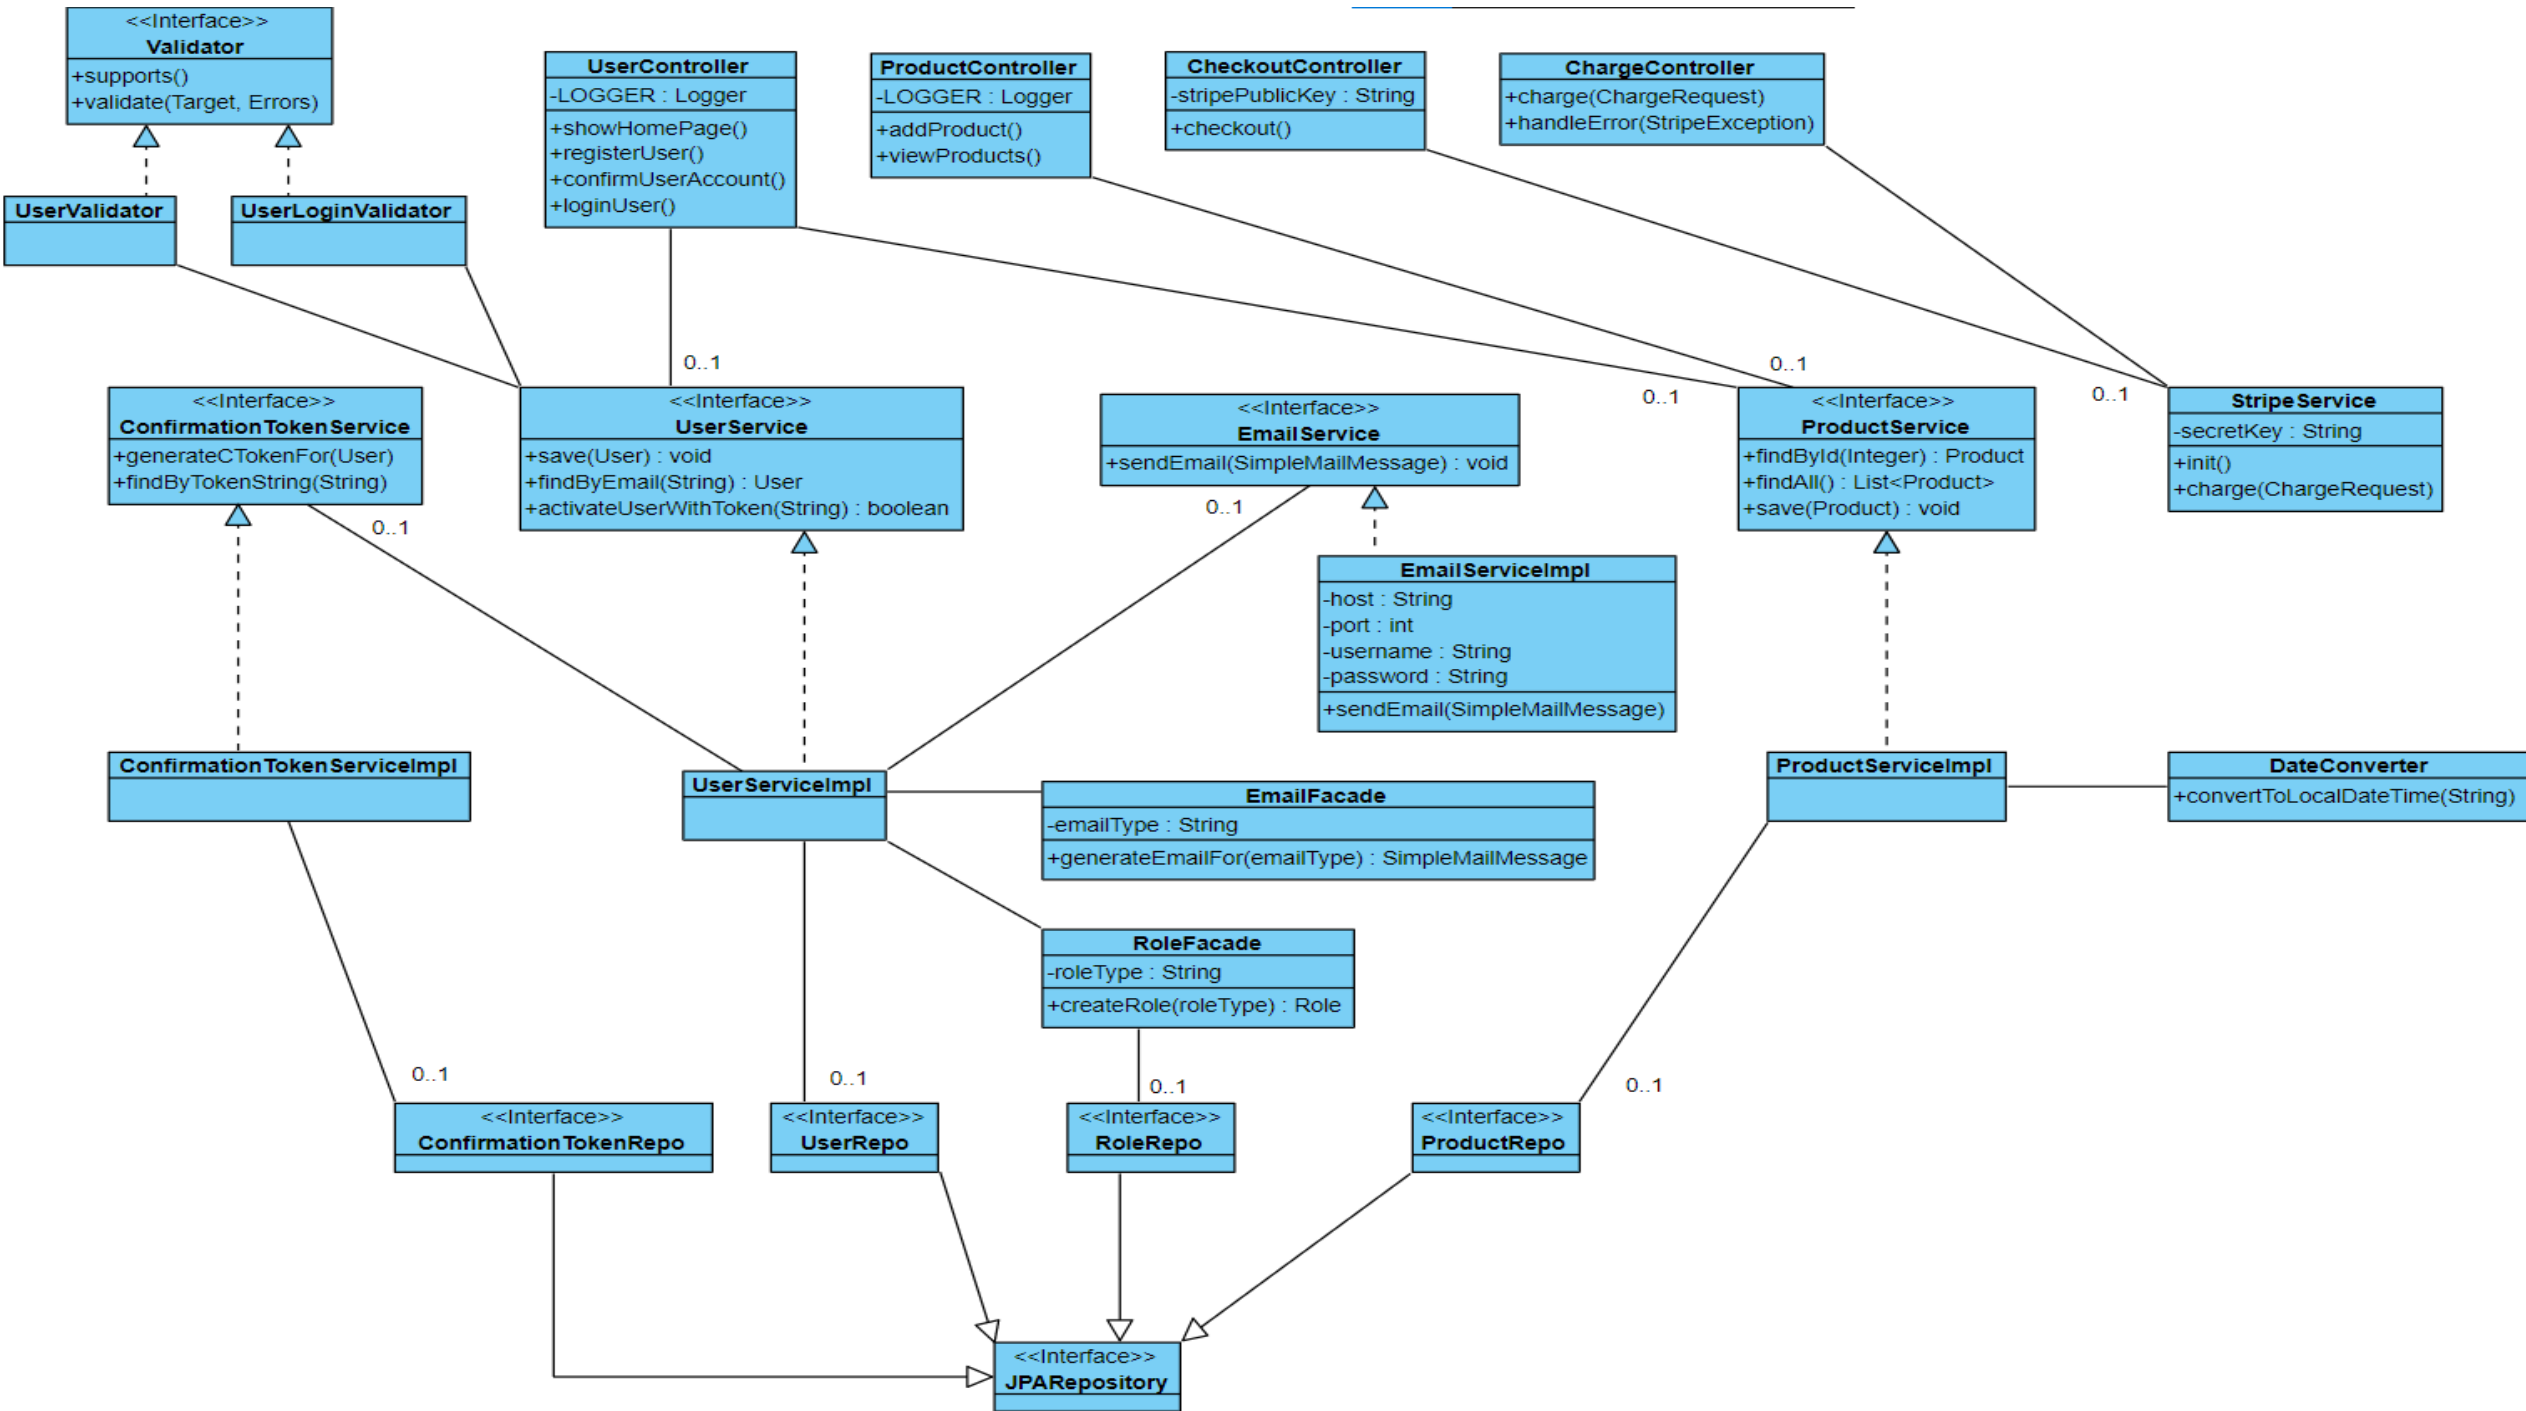 <<Interface>>
Validator
+supports()
+validate(Target, Errors)
UserController
-LOGGER : Logger
+showHomePage()
+registerUser()
+confirmUserAccount()
+loginUser()
ProductController
-LOGGER : Logger
+addProduct()
+viewProducts()
CheckoutController
-stripePublicKey : String
+checkout()
ChargeController
+charge(ChargeRequest)
+handleError(StripeException)
UserValidator
UserLoginValidator
0..1
0..1
0..1
0..1
<<Interface>>
ConfirmationTokenService
+generateCTokenFor(User)
+findByTokenString(String)
<<Interface>>
UserService
+save(User) : void
+findByEmail(String) : User
+activateUserWithToken(String) : boolean
<<Interface>>
EmailService
+sendEmail(SimpleMailMessage) : void
<<Interface>>
ProductService
+findById(Integer) : Product
+findAll() : List<Product>
+save(Product) : void
StripeService
-secretKey : String
+init()
+charge(ChargeRequest)
0..1
0..1
EmailServiceImpl
-host : String
-port : int
-username : String
-password : String
+sendEmail(SimpleMailMessage)
ConfirmationTokenServiceImpl
UserServiceImpl
EmailFacade
-emailType : String
+generateEmailFor(emailType) : SimpleMailMessage
ProductServiceImpl
DateConverter
+convertToLocalDateTime(String)
RoleFacade
-roleType : String
+createRole(roleType) : Role
0..1
0..1
0..1
0..1
<<Interface>>
ConfirmationTokenRepo
<<Interface>>
UserRepo
<<Interface>>
RoleRepo
<<Interface>>
ProductRepo
<<Interface>>
JPARepository